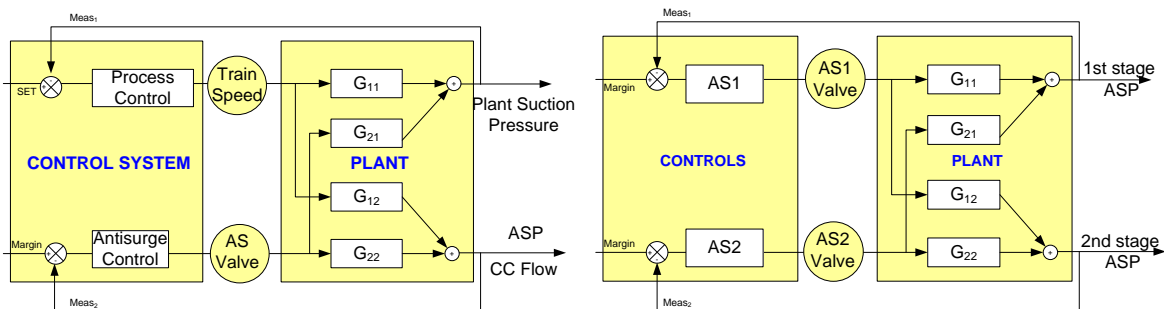 Meas₁
SET
Process
Control
Train
Speed
G₁₁
Plant Suction
Pressure
G₂₁
CONTROL SYSTEM
PLANT
G₁₂
Margin
Antisurge
Control
AS
Valve
G₂₂
ASP
CC Flow
Meas₂
Meas₁
Margin
AS1
AS1
Valve
G₁₁
1st stage
ASP
G₂₁
CONTROLS
PLANT
G₁₂
Margin
AS2
AS2
Valve
G₂₂
2nd stage
ASP
Meas₂